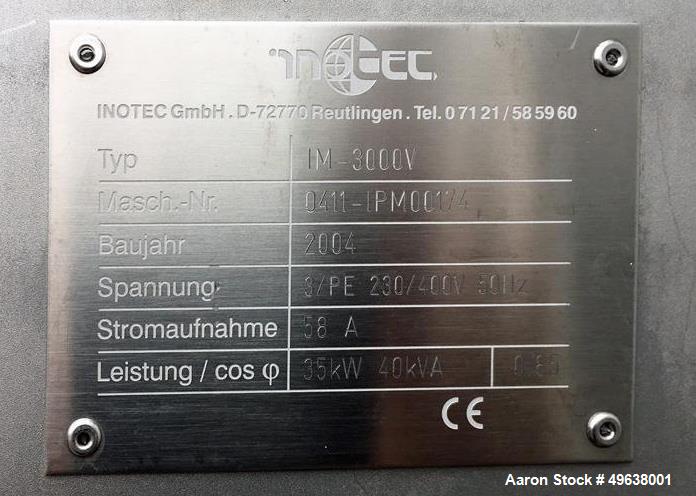 inotec
INOTEC GmbH . D-72770 Reutlingen . Tel. 0 71 21 / 58 59 60
Typ IM-3000V
Masch.-Nr. 0411-IPM00174
Baujahr 2004
Spannung 3/PE 230/400V 50Hz
Stromaufnahme 58 A
Leistung / cos φ 35kW 40kVA 0.85
CE
Aaron Stock # 49638001